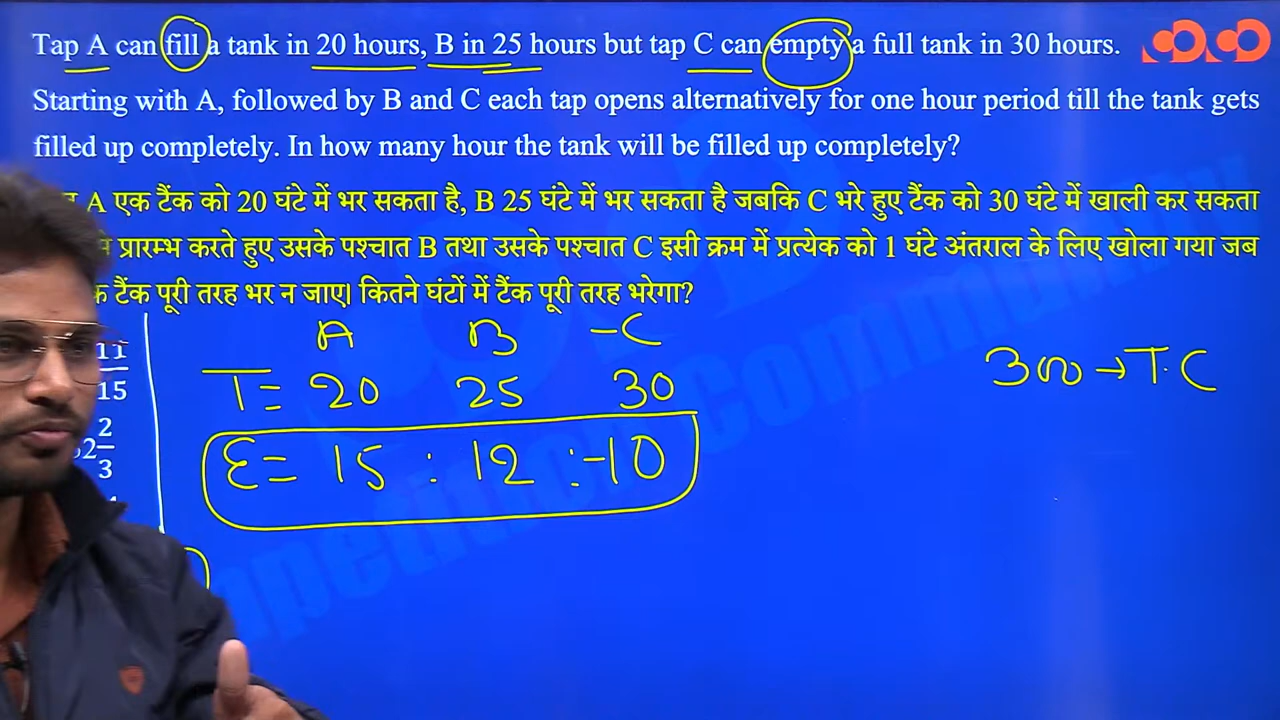 Tap A can fill a tank in 20 hours, B in 25 hours but tap C can empty a full tank in 30 hours.
Starting with A, followed by B and C each tap opens alternatively for one hour period till the tank gets
filled up completely. In how many hour the tank will be filled up completely?
A एक टैंक को 20 घंटे में भर सकता है, B 25 घंटे में भर सकता है जबकि C भरे हुए टैंक को 30 घंटे में खाली कर सकता
प्रारम्भ करते हुए उसके पश्चात B तथा उसके पश्चात C इसी क्रम में प्रत्येक को 1 घंटे अंतराल के लिए खोला गया जब
टैंक पूरी तरह भर न जाए। कितने घंटों में टैंक पूरी तरह भरेगा?
A B -C
T= 20 25 30
300 → T.C
E= 15 : 12 : -10
11
15
2
3